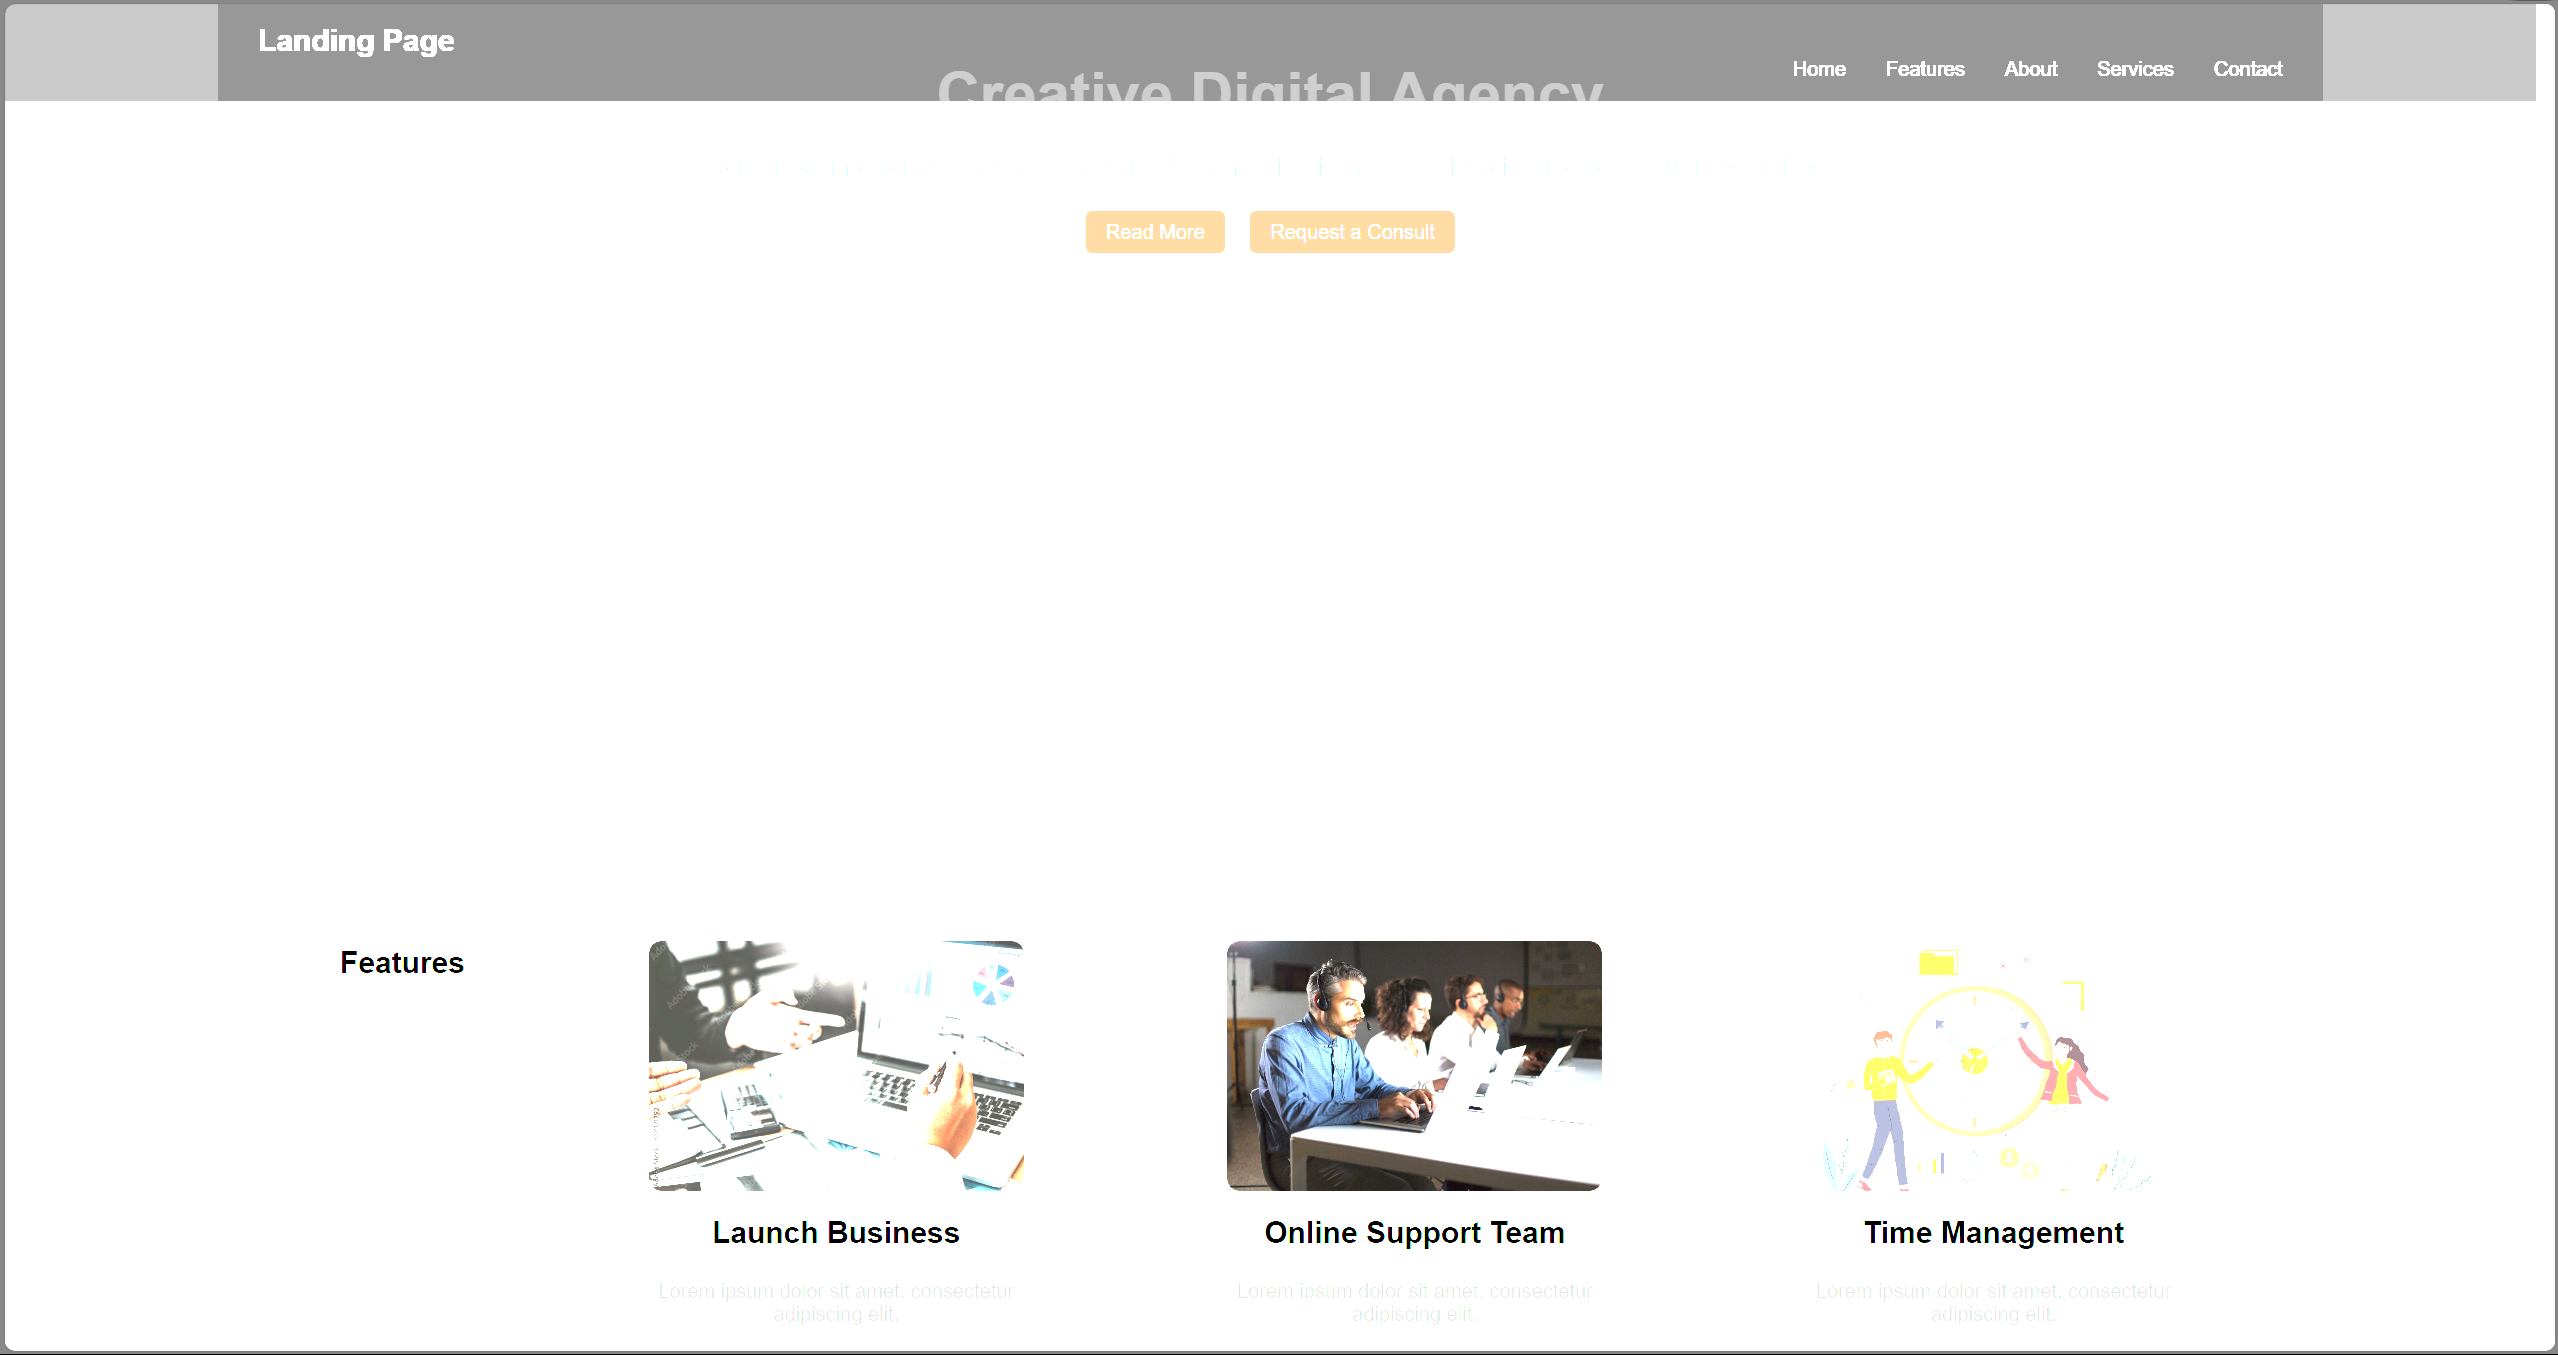 Landing Page
Home Features About Services Contact
Creative Digital Agency
Read More Request a Consult
Features
Launch Business
Online Support Team
Time Management
Lorem ipsum dolor sit amet, consectetur
adipiscing elit.
Lorem ipsum dolor sit amet, consectetur
adipiscing elit.
Lorem ipsum dolor sit amet, consectetur
adipiscing elit.